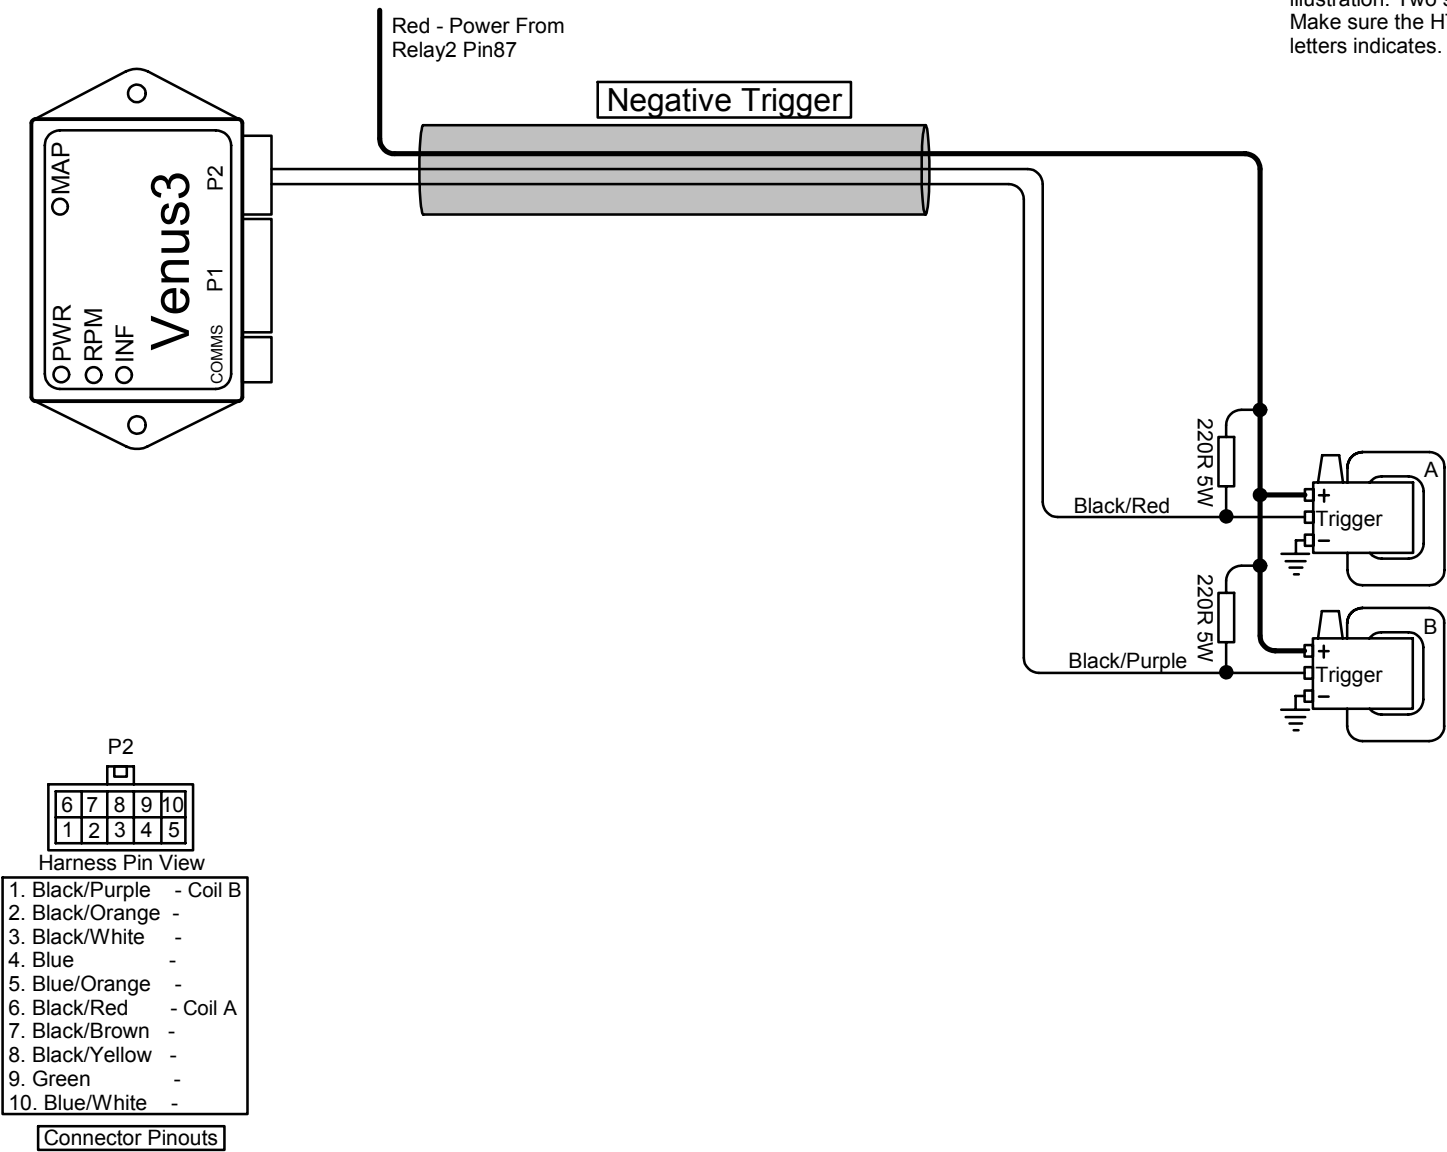 Red - Power From
Relay2 Pin87
Make sure the
letters indicates.
Negative Trigger
MAP
PWR
RPM
INF
Venus3
P2
P1
COMMS
220R 5W
Black/Red
A
+
Trigger
-
220R 5W
Black/Purple
B
+
Trigger
-
P2
6 7 8 9 10
1 2 3 4 5
Harness Pin View
1. Black/Purple - Coil B
2. Black/Orange -
3. Black/White -
4. Blue -
5. Blue/Orange -
6. Black/Red - Coil A
7. Black/Brown -
8. Black/Yellow -
9. Green -
10. Blue/White -
Connector Pinouts